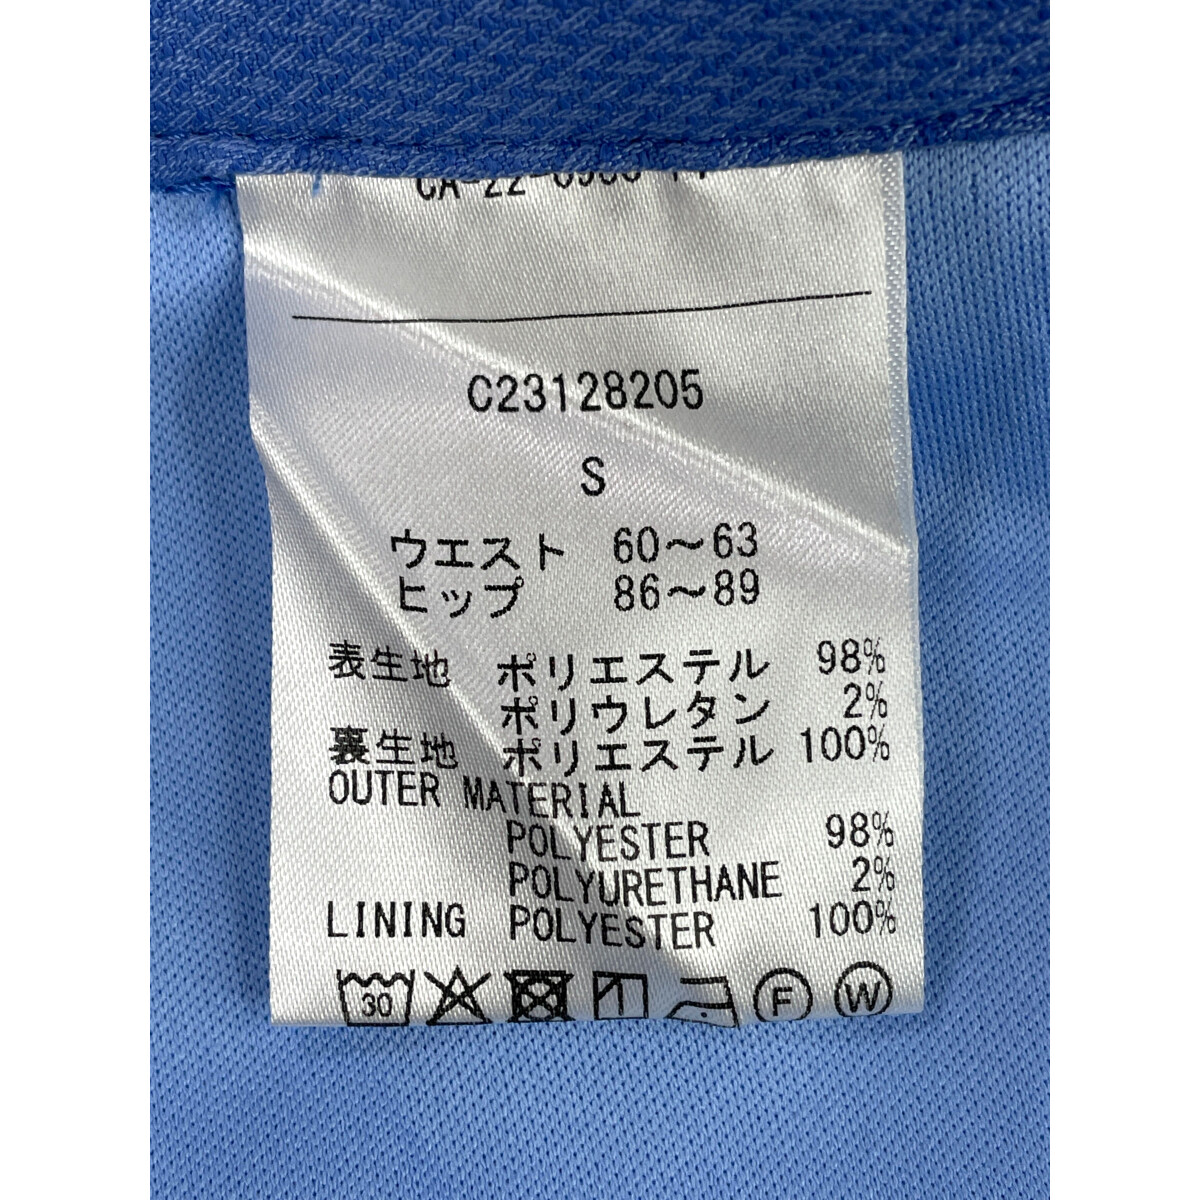 C23128205
S
ウエスト 60〜63
ヒップ 86〜89
表生地 ポリエステル 98%
ポリウレタン 2%
裏生地 ポリエステル 100%
OUTER MATERIAL
POLYESTER 98%
POLYURETHANE 2%
LINING POLYESTER 100%
30 F W